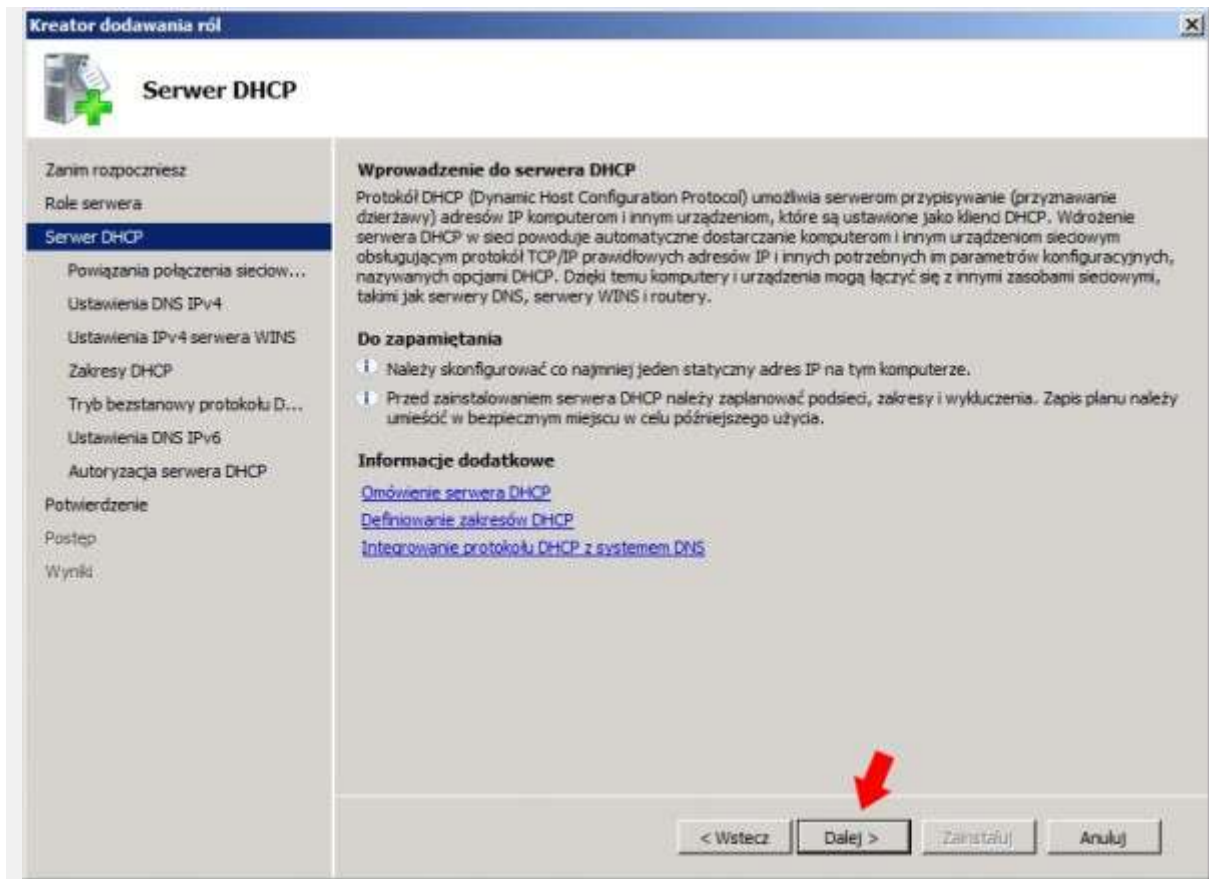 Kreator dodawania ról
Serwer DHCP
Zanim rozpoczniesz
Role serwera
Serwer DHCP
Powiązania połączenia sieciow...
Ustawienia DNS IPv4
Ustawienia IPv4 serwera WINS
Zakresy DHCP
Tryb bezstanowy protokołu D...
Ustawienia DNS IPv6
Autoryzacja serwera DHCP
Potwierdzenie
Postęp
Wyniki
Wprowadzenie do serwera DHCP
Protokół DHCP (Dynamic Host Configuration Protocol) umożliwia serwerom przypisywanie (przyznawanie
dzierżawy) adresów IP komputerom i innym urządzeniom, które są ustawione jako klienci DHCP. Wdrożenie
serwera DHCP w sieci powoduje automatyczne dostarczanie komputerom i innym urządzeniom sieciowym
obsługującym protokół TCP/IP prawidłowych adresów IP i innych potrzebnych im parametrów konfiguracyjnych,
nazywanych opcjami DHCP. Dzięki temu komputery i urządzenia mogą łączyć się z innymi zasobami sieciowymi,
takimi jak serwery DNS, serwery WINS i routery.
Do zapamiętania
Należy skonfigurować co najmniej jeden statyczny adres IP na tym komputerze.
Przed zainstalowaniem serwera DHCP należy zaplanować podsieci, zakresy i wykluczenia. Zapis planu należy
umieścić w bezpiecznym miejscu w celu późniejszego użycia.
Informacje dodatkowe
Omówienie serwera DHCP
Definiowanie zakresów DHCP
Integrowanie protokołu DHCP z systemem DNS
< Wstecz Dalej > Zainstaluj Anuluj